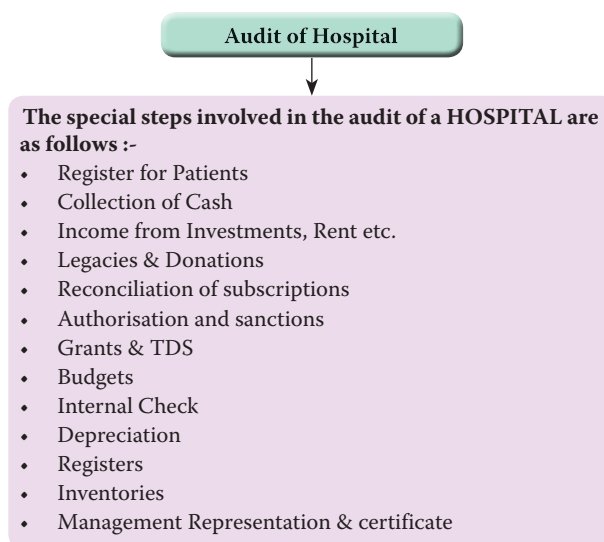 Audit of Hospital
The special steps involved in the audit of a HOSPITAL are
as follows :-
• Register for Patients
• Collection of Cash
• Income from Investments, Rent etc.
• Legacies & Donations
• Reconciliation of subscriptions
• Authorisation and sanctions
• Grants & TDS
• Budgets
• Internal Check
• Depreciation
• Registers
• Inventories
• Management Representation & certificate